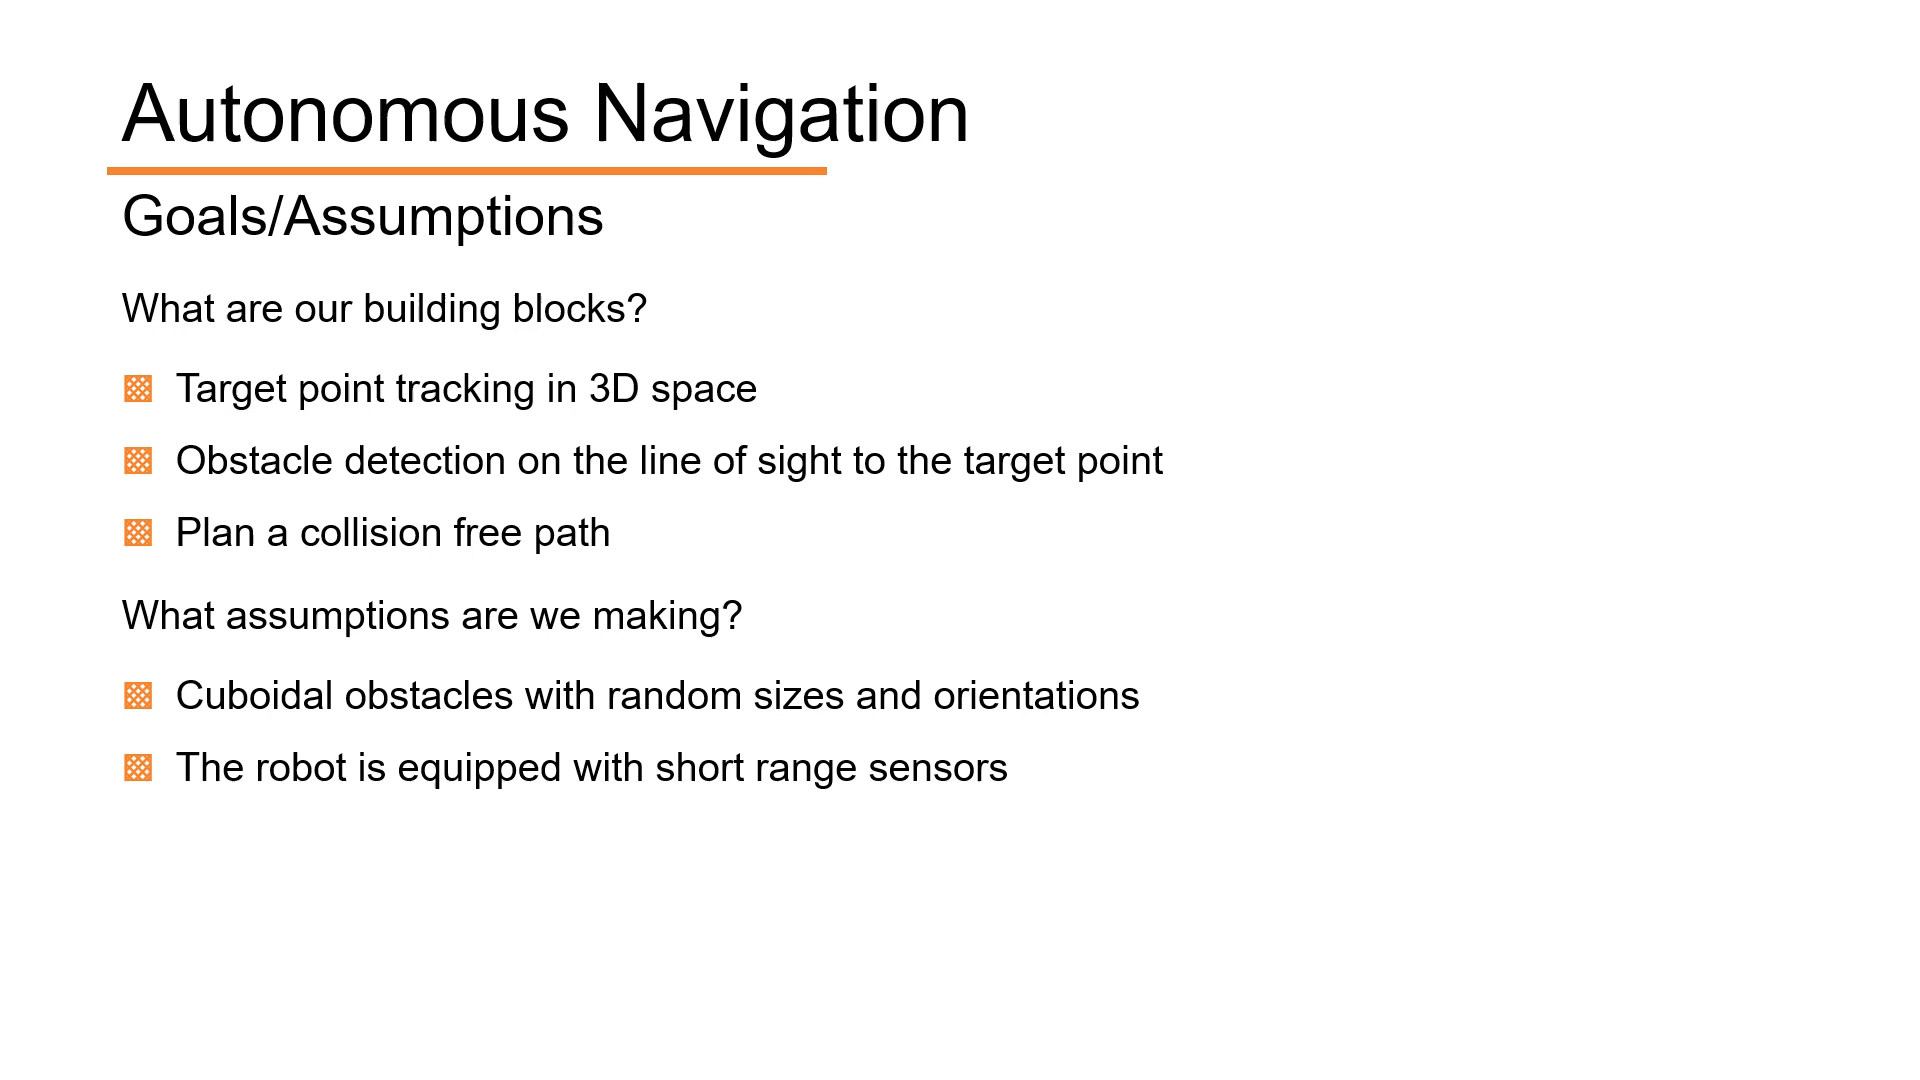 Autonomous Navigation
Goals/Assumptions
What are our building blocks?
Target point tracking in 3D space
Obstacle detection on the line of sight to the target point
Plan a collision free path
What assumptions are we making?
Cuboidal obstacles with random sizes and orientations
The robot is equipped with short range sensors